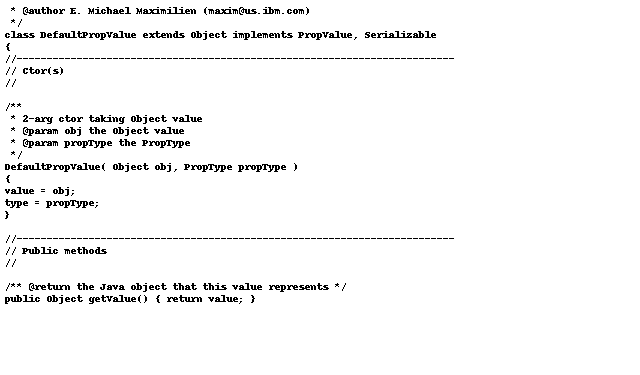 * @author E. Michael Maximilien (maxim@us.ibm.com)
*/
class DefaultPropValue extends Object implements PropValue, Serializable
{
//-------------------------------------------------------------------------
// Ctor(s)
//
/**
* 2-arg ctor taking Object value
* @param obj the Object value
* @param propType the PropType
*/
DefaultPropValue( Object obj, PropType propType )
{
value = obj;
type = propType;
}
//-------------------------------------------------------------------------
// Public methods
//
/** @return the Java object that this value represents */
public Object getValue() { return value; }